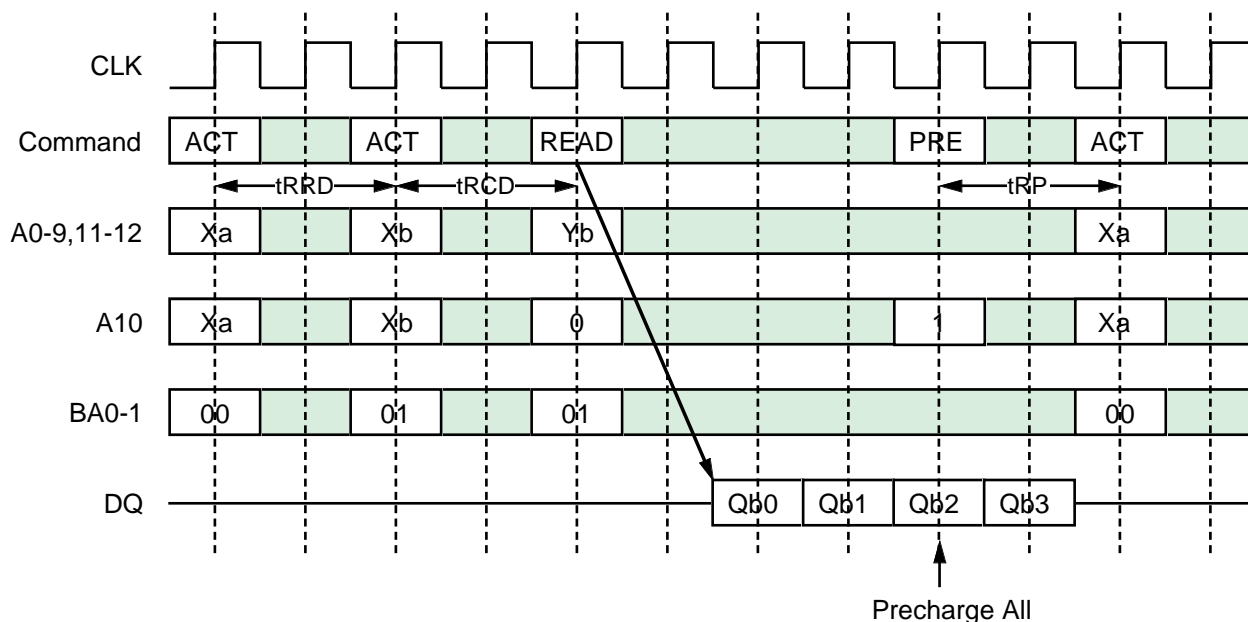 CLK
Command ACT ACT READ PRE ACT
tRRD tRCD tRP
A0-9,11-12 Xa Xb Yb Xa
A10 Xa Xb 0 1 Xa
BA0-1 00 01 01 00
DQ Qb0 Qb1 Qb2 Qb3
Precharge All